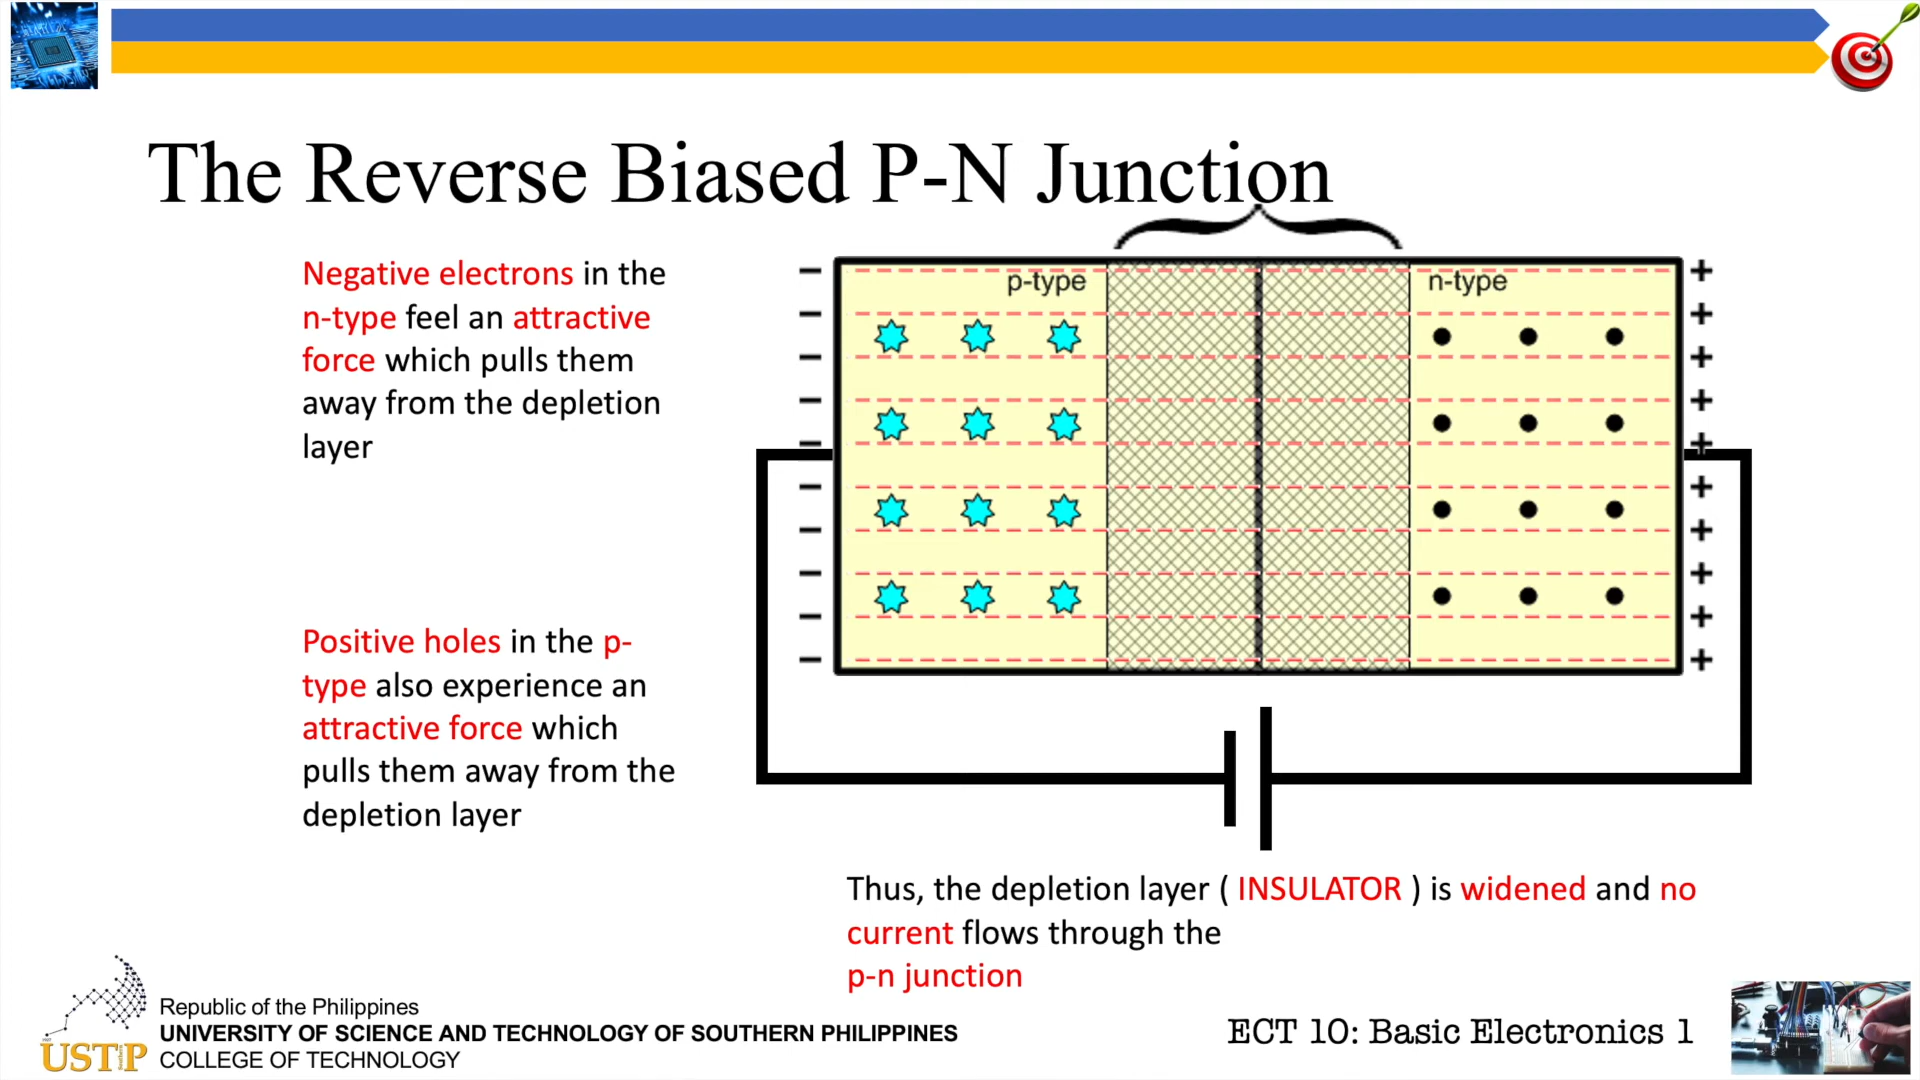 The Reverse Biased P-N Junction
Negative electrons in the
n-type feel an attractive
force which pulls them
away from the depletion
layer
Positive holes in the p-
type also experience an
attractive force which
pulls them away from the
depletion layer
p-type
n-type
Thus, the depletion layer ( INSULATOR ) is widened and no
current flows through the
p-n junction
USTP
Republic of the Philippines
UNIVERSITY OF SCIENCE AND TECHNOLOGY OF SOUTHERN PHILIPPINES
COLLEGE OF TECHNOLOGY
ECT 10: Basic Electronics 1